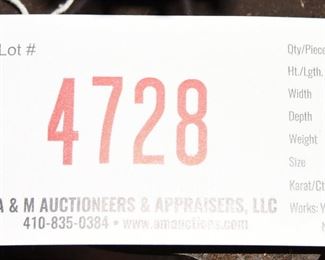 Lot #
4728
A & M AUCTIONEERS & APPRAISERS, LLC
410-835-0384 • www.amauctions.com
Qty/Piece
Ht./Lgth.
Width
Depth
Weight
Size
Karat/Ct
Works: Y
N